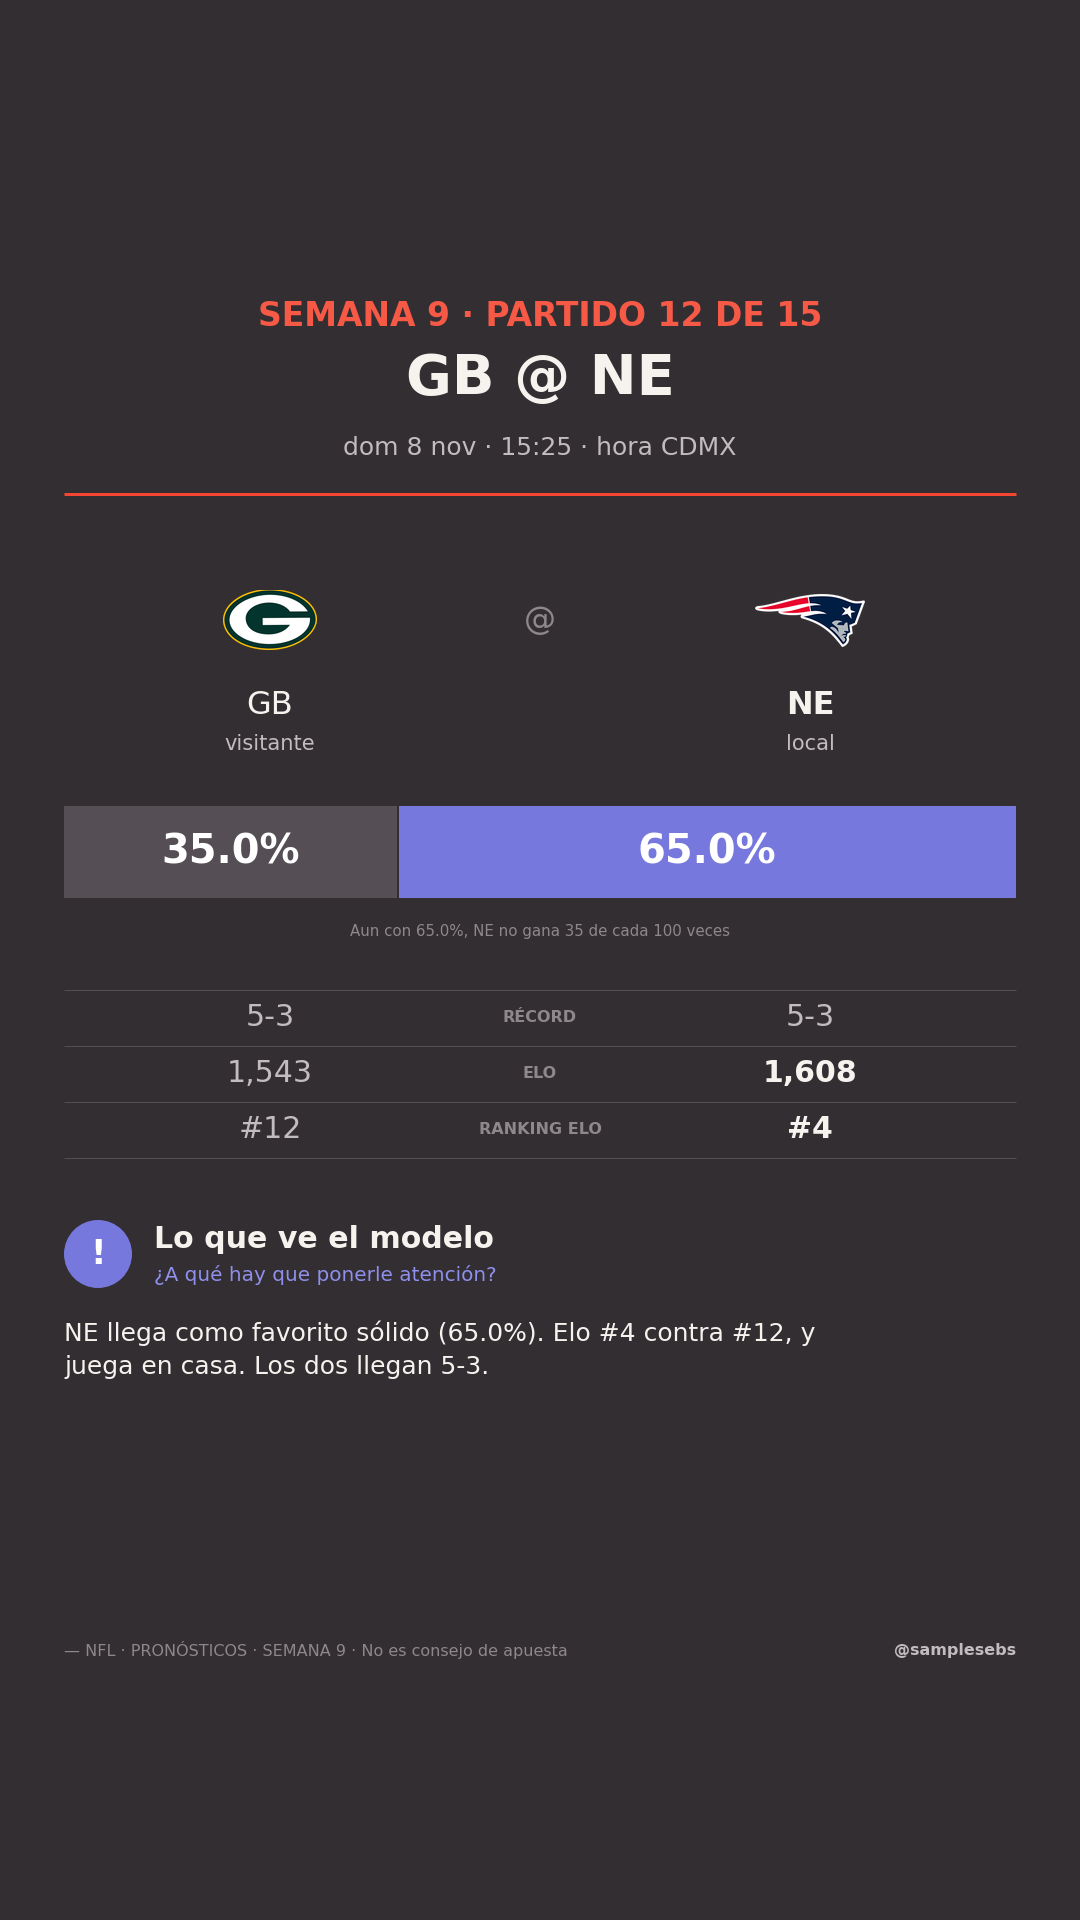 SEMANA 9 · PARTIDO 12 DE 15
GB @ NE
dom 8 nov · 15:25 · hora CDMX
G
@
GB
NE
visitante
local
35.0%
65.0%
Aun con 65.0%, NE no gana 35 de cada 100 veces
5-3 RÉCORD 5-3
1,543 ELO 1,608
#12 RANKING ELO #4
!
Lo que ve el modelo
¿A qué hay que ponerle atención?
NE llega como favorito sólido (65.0%). Elo #4 contra #12, y
juega en casa. Los dos llegan 5-3.
— NFL · PRONÓSTICOS · SEMANA 9 · No es consejo de apuesta
@samplesebs